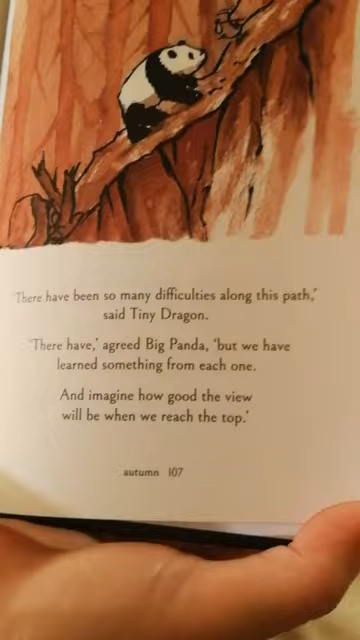 'There have been so many difficulties along this path,'
said Tiny Dragon.
'There have,' agreed Big Panda, 'but we have
learned something from each one.
And imagine how good the view
will be when we reach the top.'
autumn 107